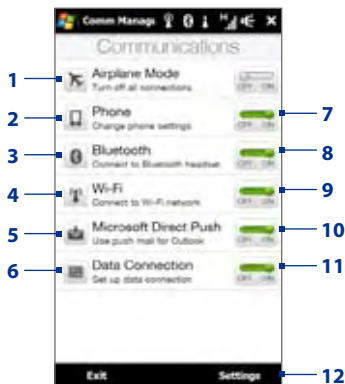 Comm Manage H
Communications
1 Airplane Mode
Turn off all connections
OFF ON
2 Phone 7
Change phone settings
OFF ON
3 Bluetooth 8
Connect to Bluetooth headset
OFF ON
4 Wi-Fi 9
Connect to Wi-Fi network
OFF ON
5 Microsoft Direct Push 10
Use push mail for Outlook
OFF ON
6 Data Connection 11
Set up data connection
OFF ON
Exit Settings 12